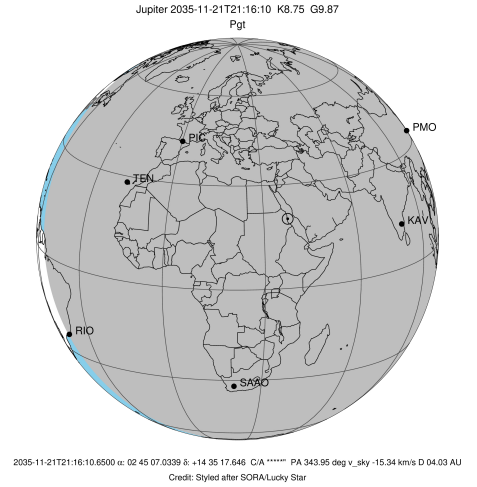 Jupiter 2035-11-21T21:16:10 K8.75 G9.87
Pgt
PMO
PIC
TEN
KAV
RIO
SAAO
2035-11-21T21:16:10.6500 α: 02 45 07.0339 δ: +14 35 17.646 C/A *****" PA 343.95 deg v_sky -15.34 km/s D 04.03 AU
Credit: Styled after SORA/Lucky Star